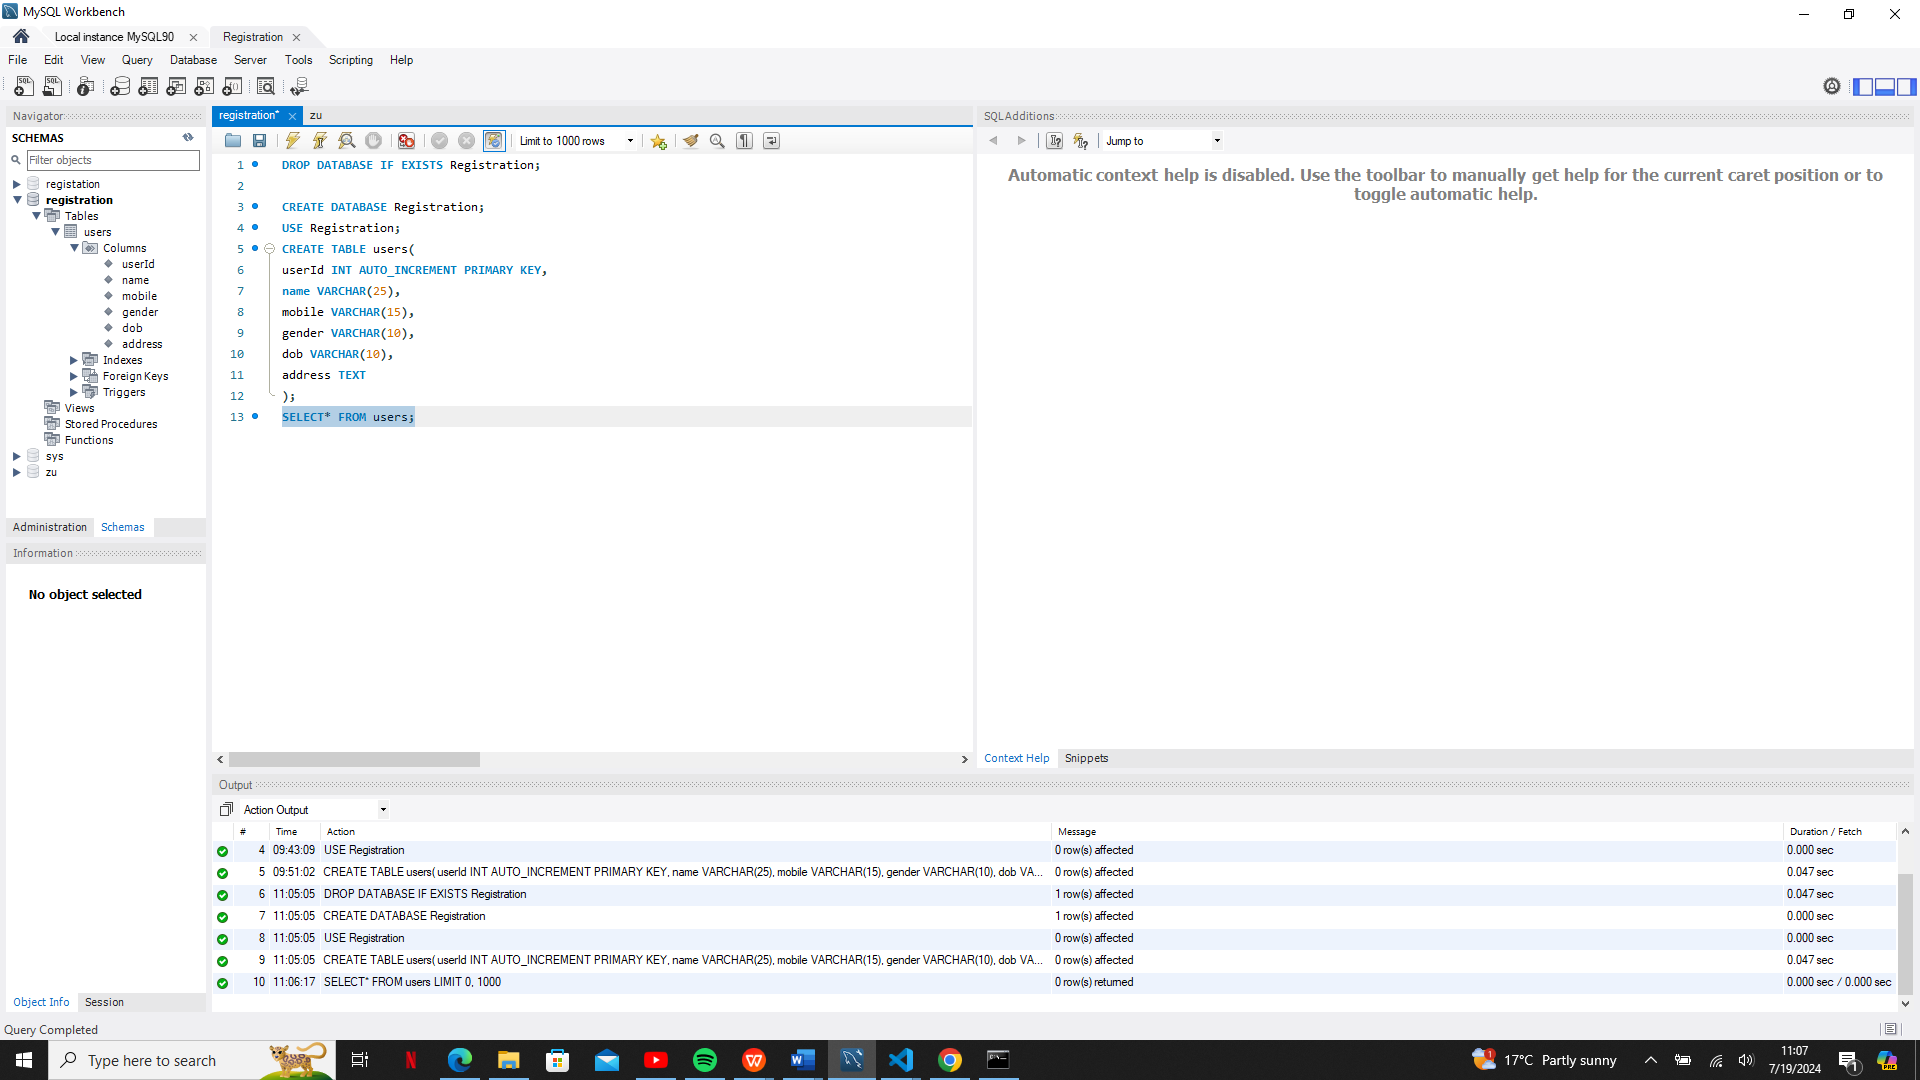 MySQL Workbench
Local instance MySQL90
Registration
File Edit View Query Database Server Tools Scripting Help
Navigator
SCHEMAS
Filter objects
registation
registration
Tables
users
Columns
userId
name
mobile
gender
dob
address
Indexes
Foreign Keys
Triggers
Views
Stored Procedures
Functions
sys
zu
Administration Schemas
Information
No object selected
Object Info Session
registration* zu
Limit to 1000 rows
1 DROP DATABASE IF EXISTS Registration;
2
3 CREATE DATABASE Registration;
4 USE Registration;
5 CREATE TABLE users(
6 userId INT AUTO_INCREMENT PRIMARY KEY,
7 name VARCHAR(25),
8 mobile VARCHAR(15),
9 gender VARCHAR(10),
10 dob VARCHAR(10),
11 address TEXT
12 );
13 SELECT* FROM users;
SQLAdditions
Jump to
Automatic context help is disabled. Use the toolbar to manually get help for the current caret position or to
toggle automatic help.
Context Help Snippets
Output
Action Output
# Time Action Message Duration / Fetch
4 09:43:09 USE Registration 0 row(s) affected 0.000 sec
5 09:51:02 CREATE TABLE users( userId INT AUTO_INCREMENT PRIMARY KEY, name VARCHAR(25), mobile VARCHAR(15), gender VARCHAR(10), dob VA... 0 row(s) affected 0.047 sec
6 11:05:05 DROP DATABASE IF EXISTS Registration 1 row(s) affected 0.047 sec
7 11:05:05 CREATE DATABASE Registration 1 row(s) affected 0.000 sec
8 11:05:05 USE Registration 0 row(s) affected 0.000 sec
9 11:05:05 CREATE TABLE users( userId INT AUTO_INCREMENT PRIMARY KEY, name VARCHAR(25), mobile VARCHAR(15), gender VARCHAR(10), dob VA... 0 row(s) affected 0.047 sec
10 11:06:17 SELECT* FROM users LIMIT 0, 1000 0 row(s) returned 0.000 sec / 0.000 sec
Query Completed
Type here to search
17°C Partly sunny
11:07
7/19/2024